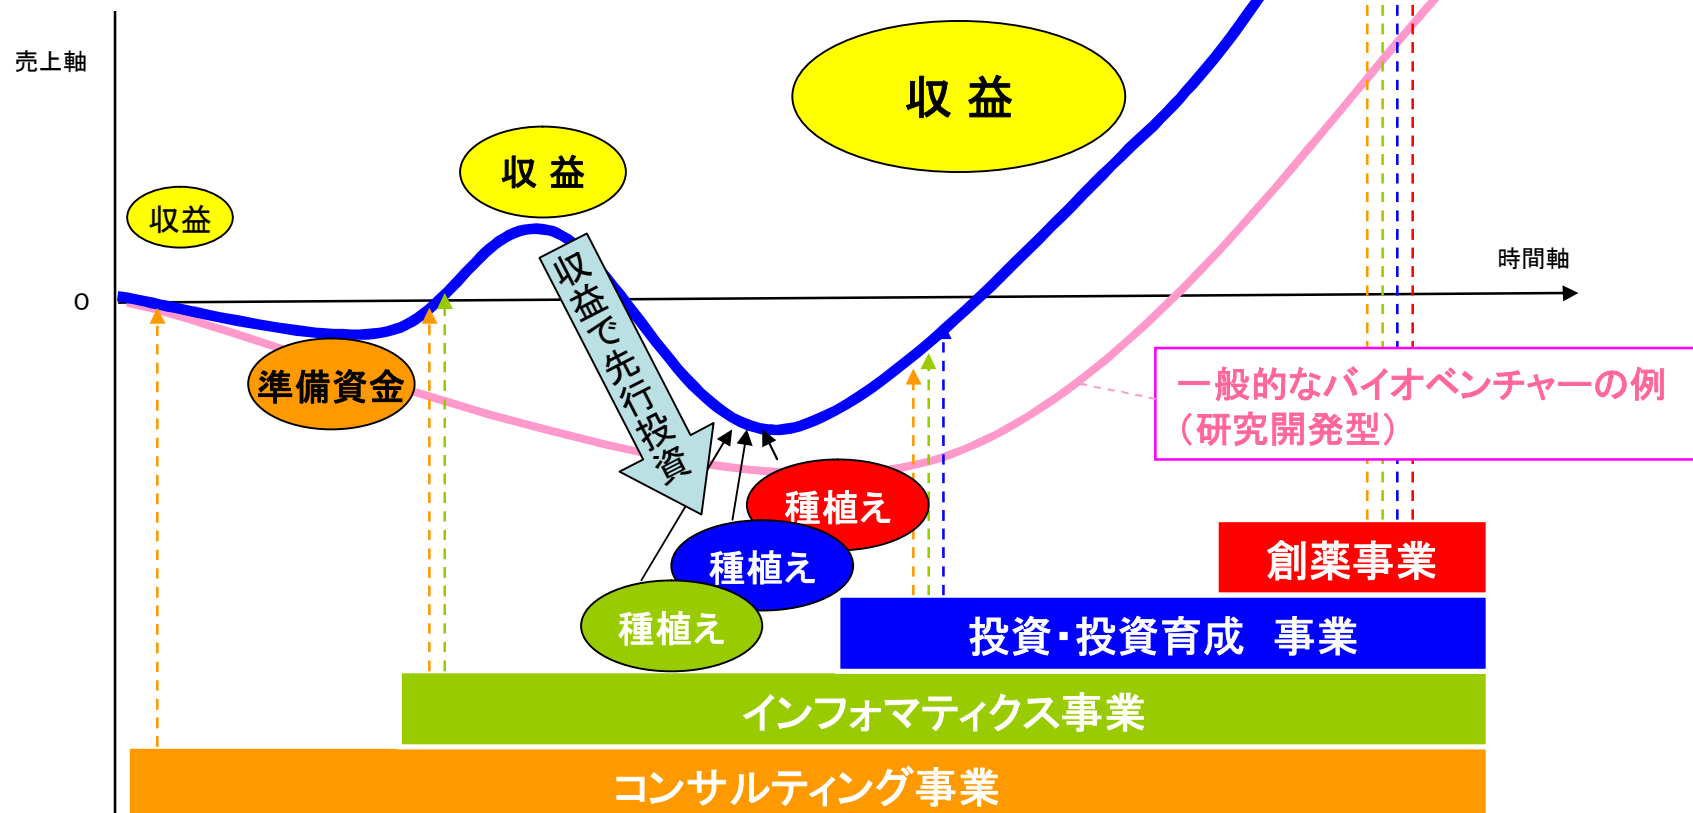 売上軸
収 益
収 益
収益
時間軸
0
収益で先行投資
準備資金
一般的なバイオベンチャーの例
（研究開発型）
種植え
種植え
種植え
創薬事業
投資・投資育成　事業
インフォマティクス事業
コンサルティング事業